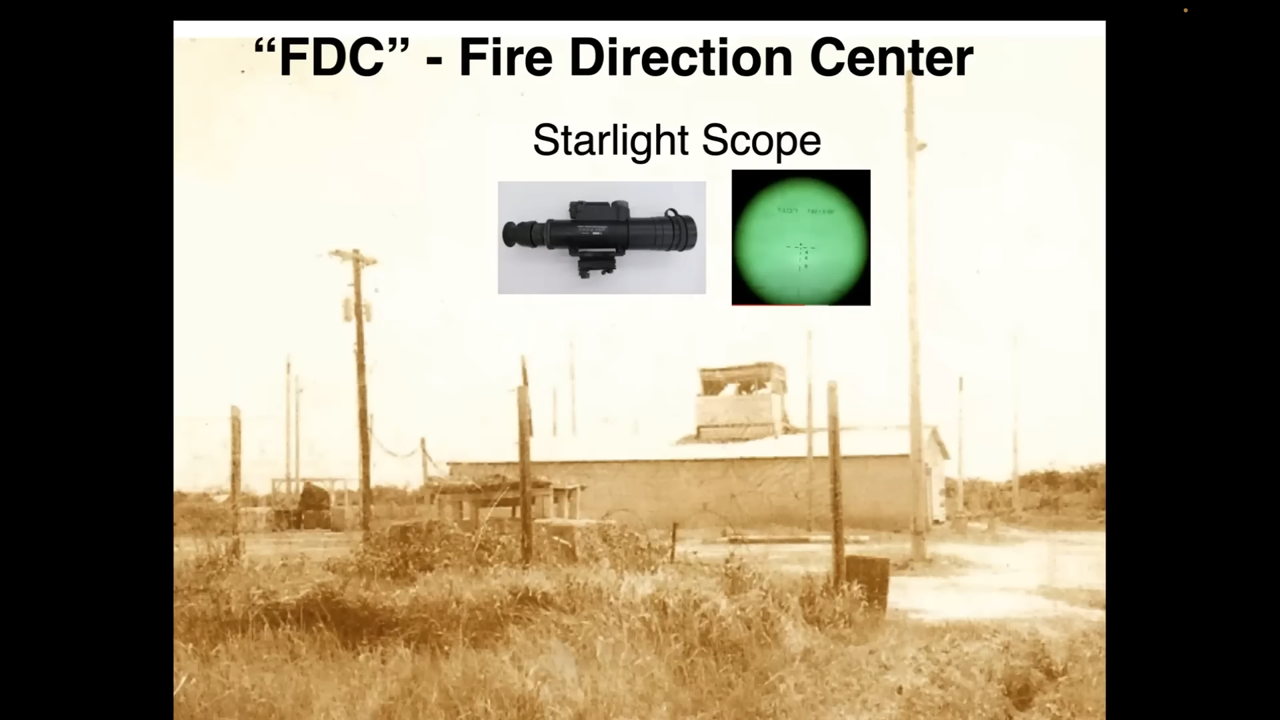 “FDC” - Fire Direction Center
Starlight Scope